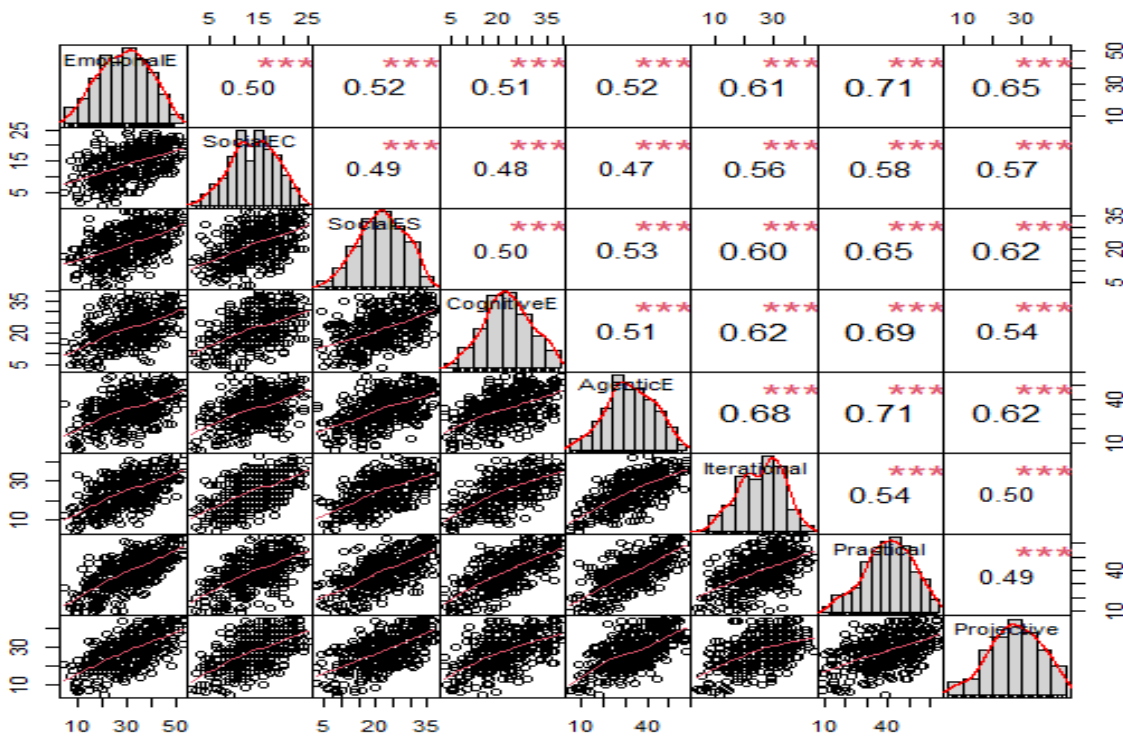 5 15 25 5 20 35 10 30 10 30
EmotionalE *** *** *** *** *** *** *** 50
0.50 0.52 0.51 0.52 0.61 0.71 0.65 30
10
25 SocialEC *** *** *** *** *** ***
15 0.49 0.48 0.47 0.56 0.58 0.57
5
SocialES *** *** *** *** *** 35
0.50 0.53 0.60 0.65 0.62 20
5
35 CognitiveE *** *** *** ***
20 0.51 0.62 0.69 0.54
5
AgenticE *** *** ***
0.68 0.71 0.62 40
10
Iterational *** ***
30 0.54 0.50
10
Practical ***
0.49 40
10
Projective
30
10
10 30 50 5 20 35 10 40 10 40